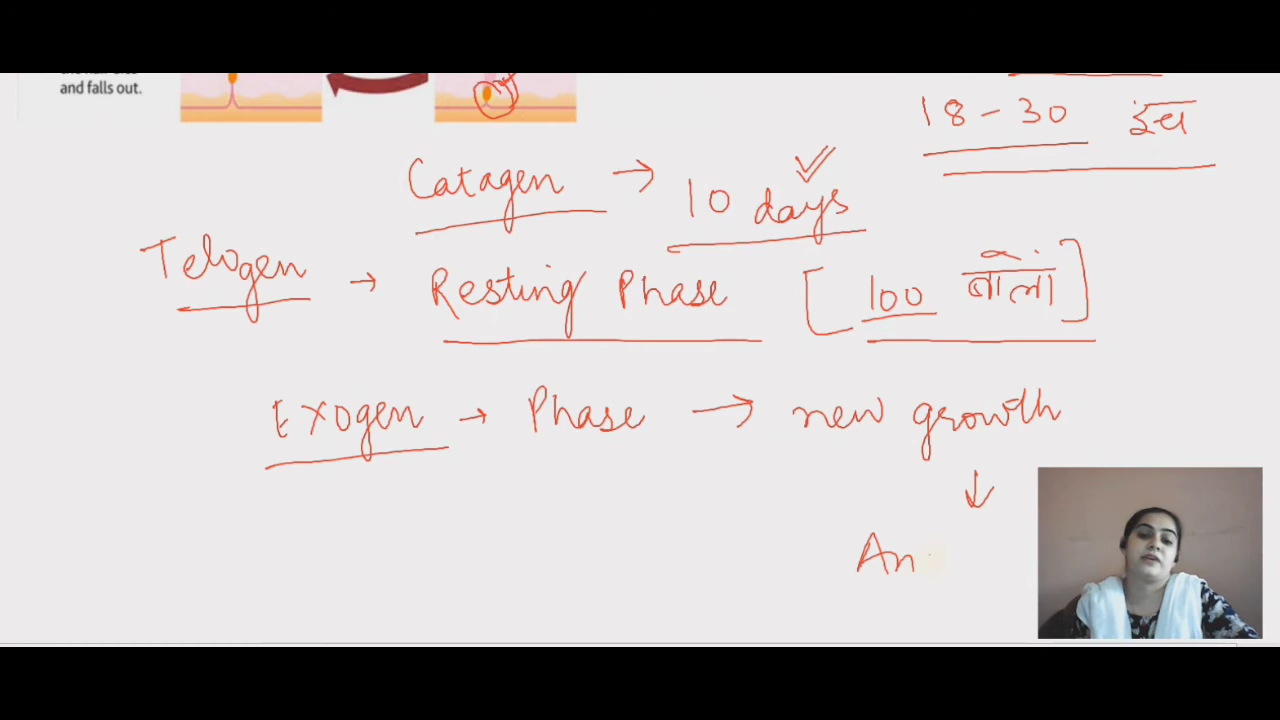 and falls out.
18 - 30 इंच
Catagen → 10 days
Telogen → Resting Phase [ 100 बालों ]
Exogen → Phase → new growth
↓
An